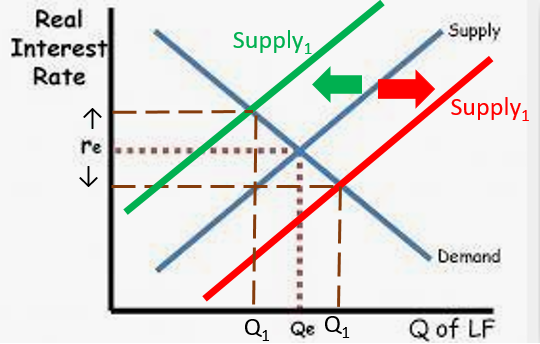 Real
Interest
Rate
Supply₁
Supply
Supply₁
re
Demand
Q₁
Qe
Q₁
Q of LF